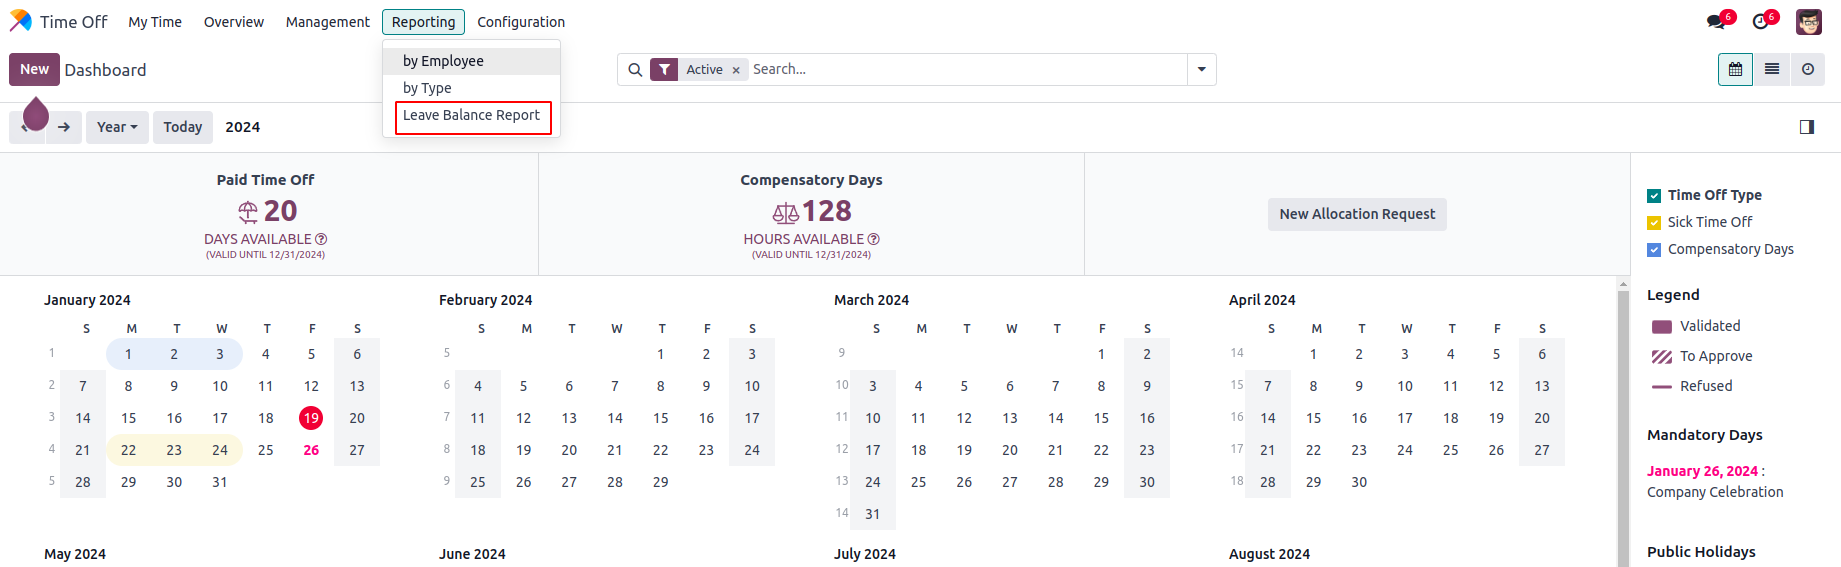 Time Off My Time Overview Management Reporting Configuration 6 6
by Employee
by Type
Leave Balance Report
New Dashboard Active × Search...
Year Today 2024
Paid Time Off
20
DAYS AVAILABLE ?
(VALID UNTIL 12/31/2024)
Compensatory Days
128
HOURS AVAILABLE ?
(VALID UNTIL 12/31/2024)
New Allocation Request
Time Off Type
Sick Time Off
Compensatory Days
Legend
Validated
To Approve
Refused
Mandatory Days
January 26, 2024 :
Company Celebration
Public Holidays
January 2024
S M T W T F S
1 1 2 3 4 5 6
2 7 8 9 10 11 12 13
3 14 15 16 17 18 19 20
4 21 22 23 24 25 26 27
5 28 29 30 31
February 2024
S M T W T F S
5 1 2 3
6 4 5 6 7 8 9 10
7 11 12 13 14 15 16 17
8 18 19 20 21 22 23 24
9 25 26 27 28 29
March 2024
S M T W T F S
9 1 2
10 3 4 5 6 7 8 9
11 10 11 12 13 14 15 16
12 17 18 19 20 21 22 23
13 24 25 26 27 28 29 30
14 31
April 2024
S M T W T F S
14 1 2 3 4 5 6
15 7 8 9 10 11 12 13
16 14 15 16 17 18 19 20
17 21 22 23 24 25 26 27
18 28 29 30
May 2024
June 2024
July 2024
August 2024